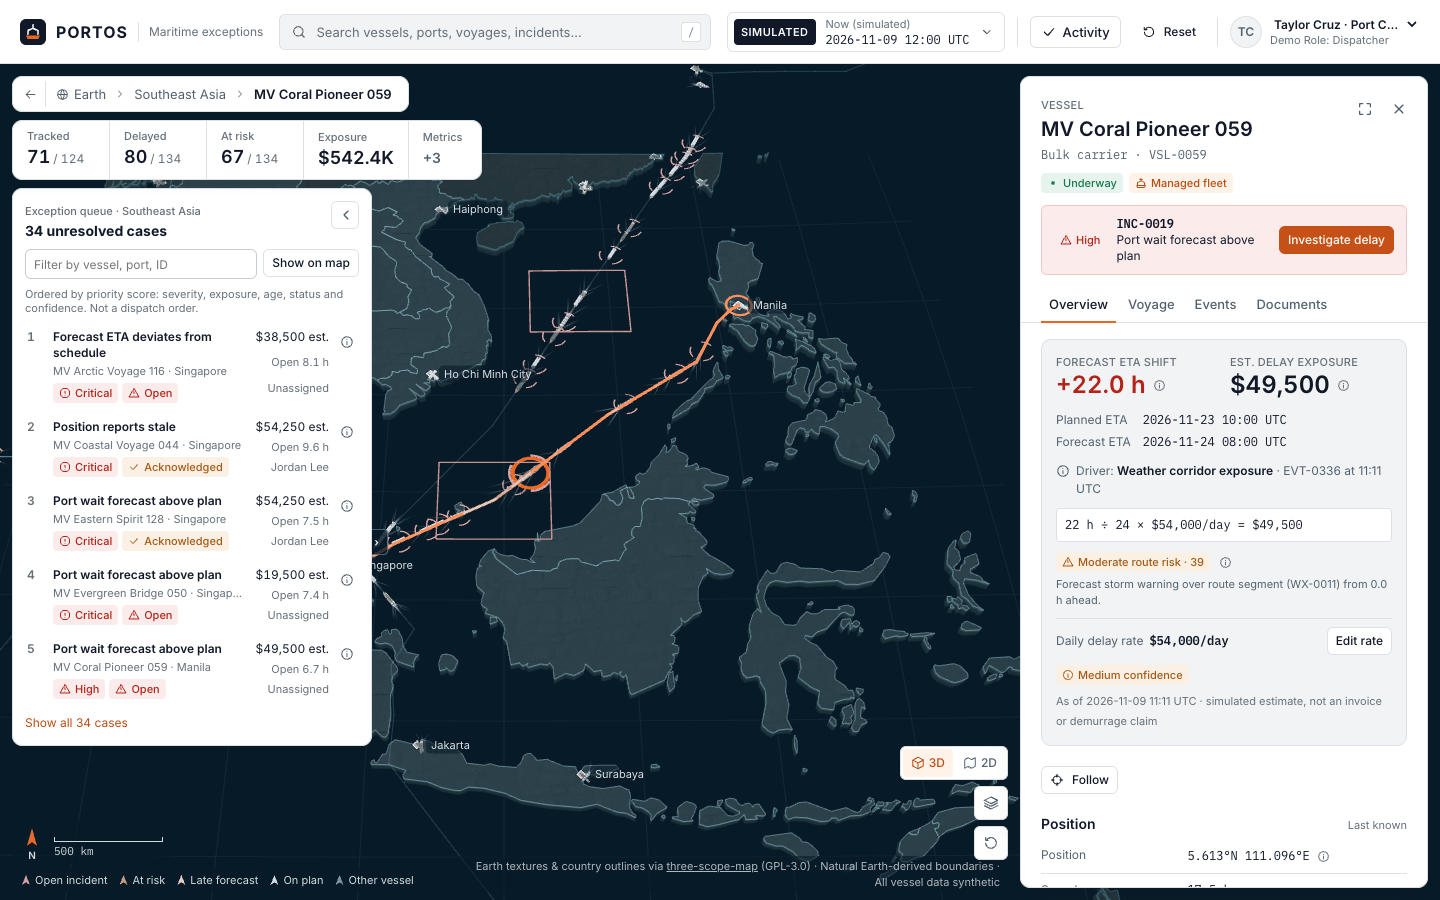 PORTOS
Maritime exceptions
Search vessels, ports, voyages, incidents...
/
SIMULATED
Now (simulated)
2026-11-09 12:00 UTC
Activity
Reset
TC
Taylor Cruz · Port C...
Demo Role: Dispatcher
Earth
Southeast Asia
MV Coral Pioneer 059
Tracked
71 / 124
Delayed
80 / 134
At risk
67 / 134
Exposure
$542.4K
Metrics
+3
Exception queue · Southeast Asia
34 unresolved cases
Filter by vessel, port, ID
Show on map
Ordered by priority score: severity, exposure, age, status and
confidence. Not a dispatch order.
1
Forecast ETA deviates from
schedule
MV Arctic Voyage 116 · Singapore
Critical
Open
$38,500 est.
Open 8.1 h
Unassigned
2
Position reports stale
MV Coastal Voyage 044 · Singapore
Critical
Acknowledged
$54,250 est.
Open 9.6 h
Jordan Lee
3
Port wait forecast above plan
MV Eastern Spirit 128 · Singapore
Critical
Acknowledged
$54,250 est.
Open 7.5 h
Jordan Lee
4
Port wait forecast above plan
MV Evergreen Bridge 050 · Singap...
Critical
Open
$19,500 est.
Open 7.4 h
Unassigned
5
Port wait forecast above plan
MV Coral Pioneer 059 · Manila
High
Open
$49,500 est.
Open 6.7 h
Unassigned
Show all 34 cases
Haiphong
Manila
Ho Chi Minh City
ngapore
Jakarta
Surabaya
N
500 km
Open incident
At risk
Late forecast
On plan
Other vessel
3D
2D
Earth textures & country outlines via three-scope-map (GPL-3.0) · Natural Earth-derived boundaries ·
All vessel data synthetic
VESSEL
MV Coral Pioneer 059
Bulk carrier · VSL-0059
Underway
Managed fleet
High
INC-0019
Port wait forecast above
plan
Investigate delay
Overview
Voyage
Events
Documents
FORECAST ETA SHIFT
+22.0 h
EST. DELAY EXPOSURE
$49,500
Planned ETA 2026-11-23 10:00 UTC
Forecast ETA 2026-11-24 08:00 UTC
Driver: Weather corridor exposure · EVT-0336 at 11:11
UTC
22 h ÷ 24 × $54,000/day = $49,500
Moderate route risk · 39
Forecast storm warning over route segment (WX-0011) from 0.0
h ahead.
Daily delay rate $54,000/day
Edit rate
Medium confidence
As of 2026-11-09 11:11 UTC · simulated estimate, not an invoice
or demurrage claim
Follow
Position
Last known
Position
5.613°N 111.096°E